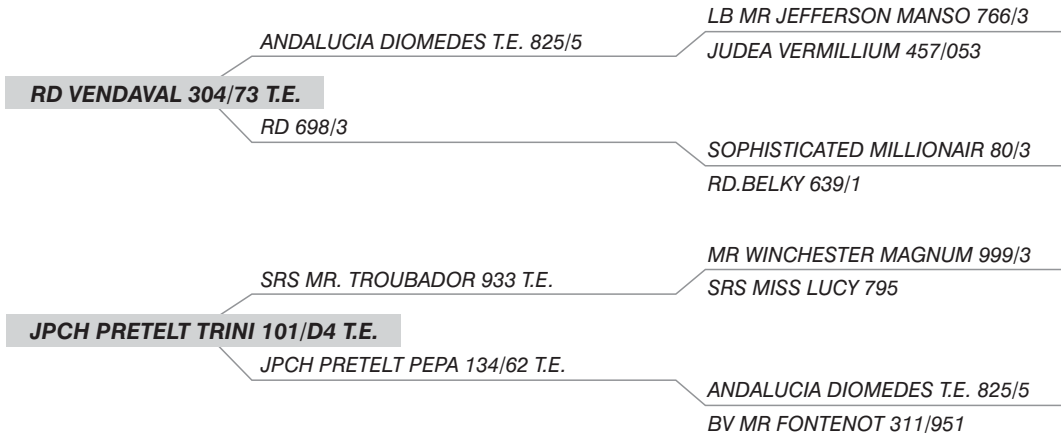 LB MR JEFFERSON MANSO 766/3
ANDALUCIA DIOMEDES T.E. 825/5
JUDEA VERMILLIUM 457/053
RD VENDAVAL 304/73 T.E.
RD 698/3
SOPHISTICATED MILLIONAIR 80/3
RD.BELKY 639/1
MR WINCHESTER MAGNUM 999/3
SRS MR. TROUBADOR 933 T.E.
SRS MISS LUCY 795
JPCH PRETELT TRINI 101/D4 T.E.
JPCH PRETELT PEPA 134/62 T.E.
ANDALUCIA DIOMEDES T.E. 825/5
BV MR FONTENOT 311/951